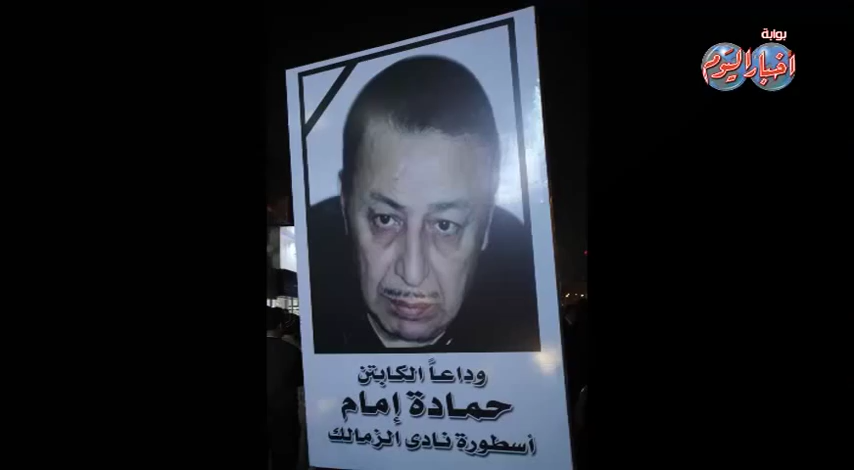 بوابة
أخبار اليوم
وداعاً الكابتن
حمادة إمام
أسطورة نادى الزمالك